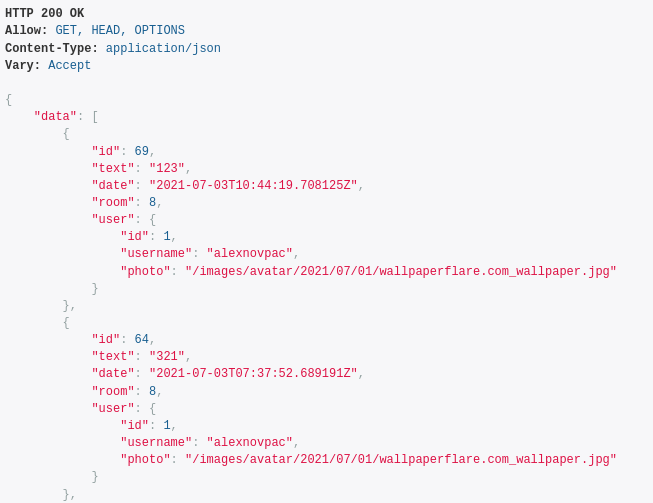 HTTP 200 OK
Allow: GET, HEAD, OPTIONS
Content-Type: application/json
Vary: Accept
{
"data": [
{
"id": 69,
"text": "123",
"date": "2021-07-03T10:44:19.708125Z",
"room": 8,
"user": {
"id": 1,
"username": "alexnovpac",
"photo": "/images/avatar/2021/07/01/wallpaperflare.com_wallpaper.jpg"
}
},
{
"id": 64,
"text": "321",
"date": "2021-07-03T07:37:52.689191Z",
"room": 8,
"user": {
"id": 1,
"username": "alexnovpac",
"photo": "/images/avatar/2021/07/01/wallpaperflare.com_wallpaper.jpg"
}
},